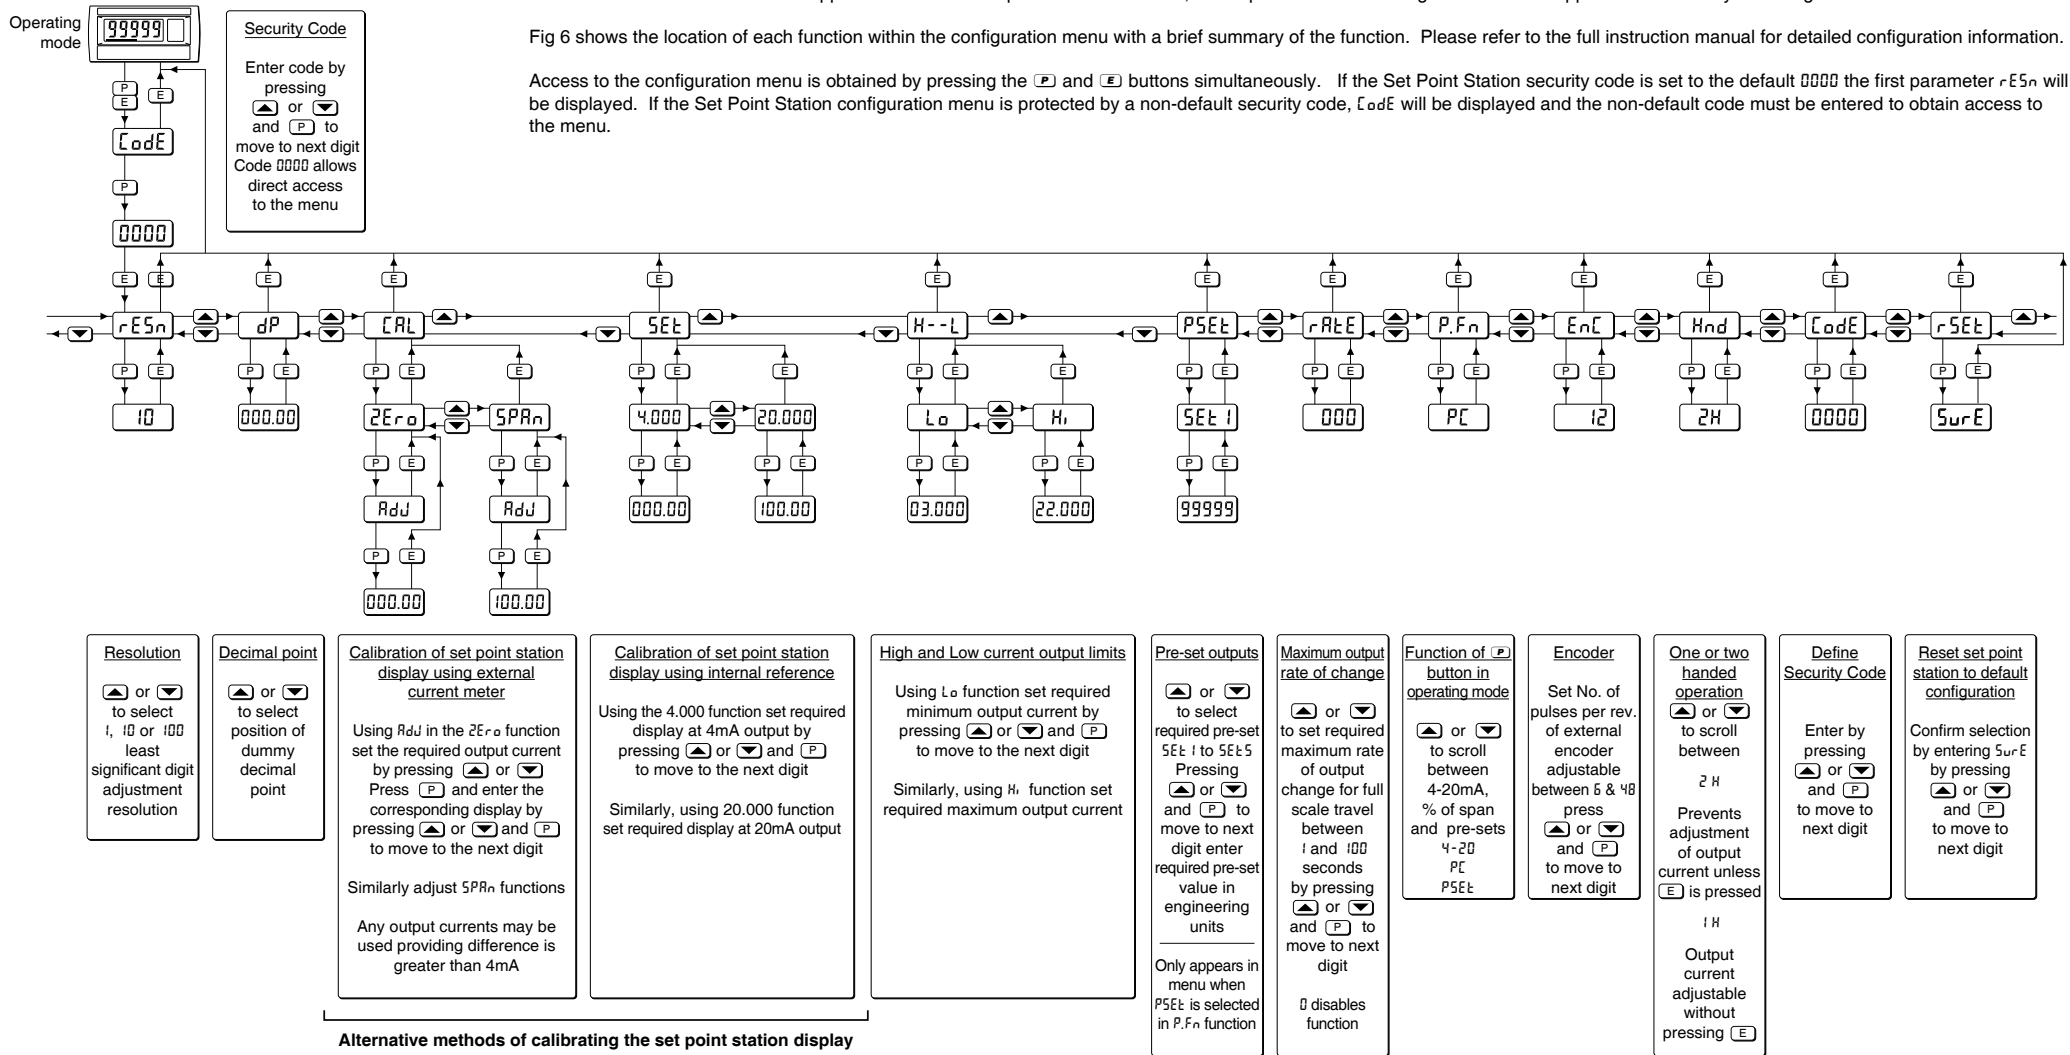 Fig 6 shows the location of each function within the configuration menu with a brief summary of the function.  Please refer to the full instruction manual for detailed configuration information.
Access to the configuration menu is obtained by pressing the P and E buttons simultaneously.   If the Set Point Station security code is set to the default 0000 the first parameter rESn will
be displayed.  If the Set Point Station configuration menu is protected by a non-default security code, CodE will be displayed and the non-default code must be entered to obtain access to
the menu.
Operating
mode
99999
P
E
E
CodE
P
0000
Security Code
Enter code by
pressing
▲ or ▼
and P to
move to next digit
Code 0000 allows
direct access
to the menu
E E E E E E E E E E E E E
rESn dP CAL SEt H--L PSEt rAtE P.Fn EnC Hnd CodE rSEt
P E P E P E E P E E P E E P E P E P E P E P E P E P E
10 000.00 2Ero SPAn 4.000 20.000 Lo Hi SEt1 000 PC 12 2H 0000 SurE
P E P E P E P E P E P E P E
AdJ AdJ 000.00 100.00 03.000 22.000 99999
P E P E
000.00 100.00
Resolution
▲ or ▼
to select
1, 10 or 100
least
significant digit
adjustment
resolution
Decimal point
▲ or ▼
to select
position of
dummy
decimal
point
Calibration of set point station
display using external
current meter
Using AdJ in the 2Ero function
set the required output current
by pressing ▲ or ▼
Press P and enter the
corresponding display by
pressing ▲ or ▼ and P
to move to the next digit
Similarly adjust SPAn functions
Any output currents may be
used providing difference is
greater than 4mA
Calibration of set point station
display using internal reference
Using the 4.000 function set required
display at 4mA output by
pressing ▲ or ▼ and P
to move to the next digit
Similarly, using 20.000 function
set required display at 20mA output
Alternative methods of calibrating the set point station display
High and Low current output limits
Using Lo function set required
minimum output current by
pressing ▲ or ▼ and P
to move to the next digit
Similarly, using Hi function set
required maximum output current
Pre-set outputs
▲ or ▼
to select
required pre-set
SEt1 to SEt5
Pressing
▲ or ▼
and P to
move to next
digit enter
required pre-set
value in
engineering
units
Only appears in
menu when
PSEt is selected
in P.Fn function
Maximum output
rate of change
▲ or ▼
to set required
maximum rate
of output
change for full
scale travel
between
1 and 100
seconds
by pressing
▲ or ▼
and P to
move to next
digit
0 disables
function
Function of P
button in
operating mode
▲ or ▼
to scroll
between
4-20mA,
% of span
and pre-sets
4-20
PC
PSEt
Encoder
Set No. of
pulses per rev.
of external
encoder
adjustable
between 6 & 48
press
▲ or ▼
and P
to move to
next digit
One or two
handed
operation
▲ or ▼
to scroll
between
2 H
Prevents
adjustment
of output
current unless
E is pressed
1 H
Output
current
adjustable
without
pressing E
Define
Security Code
Enter by
pressing
▲ or ▼
and P
to move to
next digit
Reset set point
station to default
configuration
Confirm selection
by entering SurE
by pressing
▲ or ▼
and P
to move to
next digit